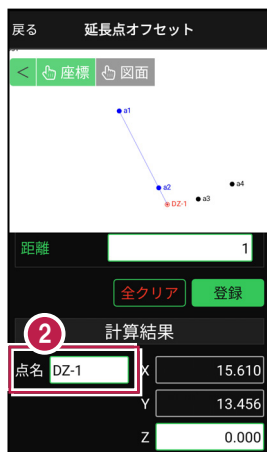 戻る 延長点オフセット
< 座標 図面
a1
a2
a4
a3
DZ-1
距離 1
全クリア 登録
計算結果
2
点名 DZ-1 X 15.610
Y 13.456
Z 0.000